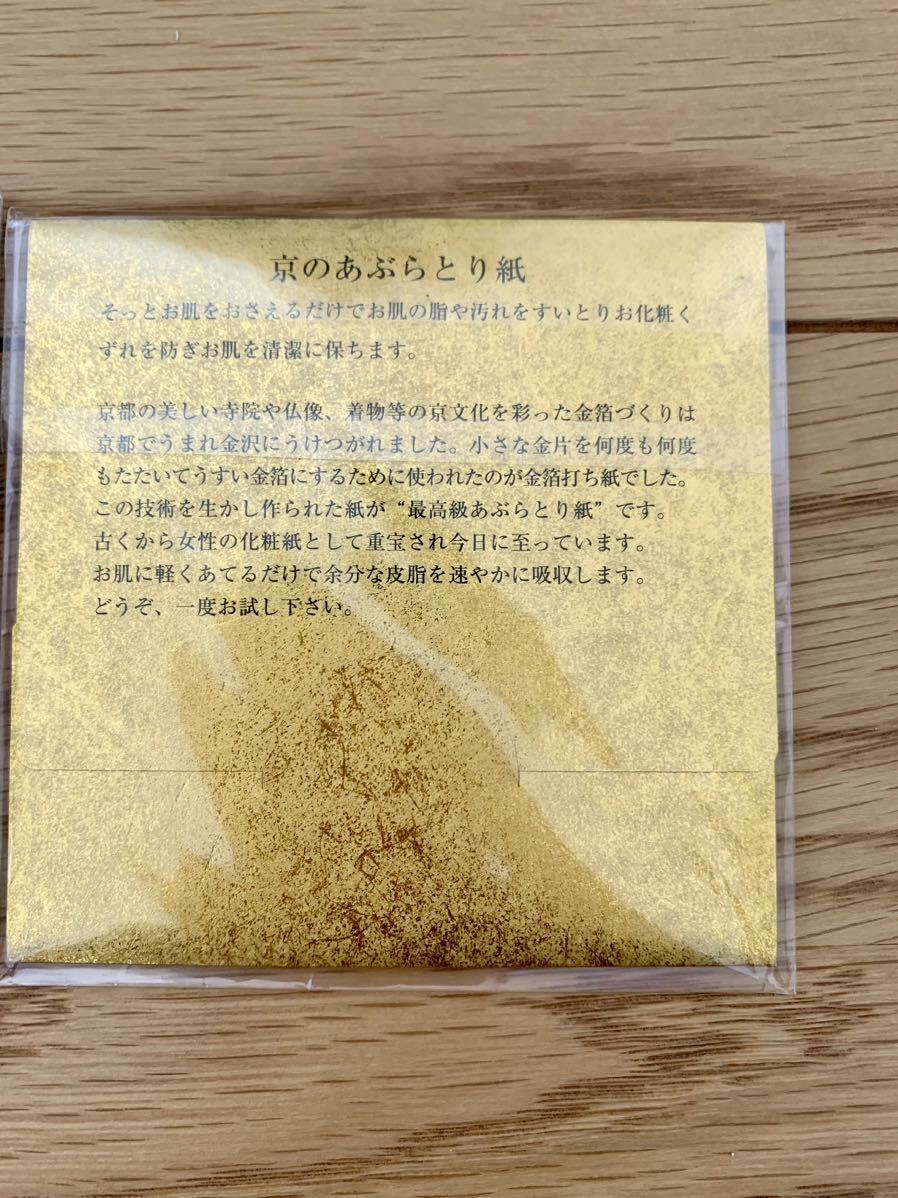 京のあぶらとり紙
そっとお肌をおさえるだけでお肌の脂や汚れをすいとりお化粧く
ずれを防ぎお肌を清潔に保ちます。
京都の美しい寺院や仏像、着物等の京文化を彩った金箔づくりは
京都でうまれ金沢にうけつがれました。小さな金片を何度も何度
もたたいてうすい金箔にするために使われたのが金箔打ち紙でした。
この技術を生かし作られた紙が“最高級あぶらとり紙”です。
古くから女性の化粧紙として重宝され今日に至っています。
お肌に軽くあてるだけで余分な皮脂を速やかに吸収します。
どうぞ、一度お試し下さい。